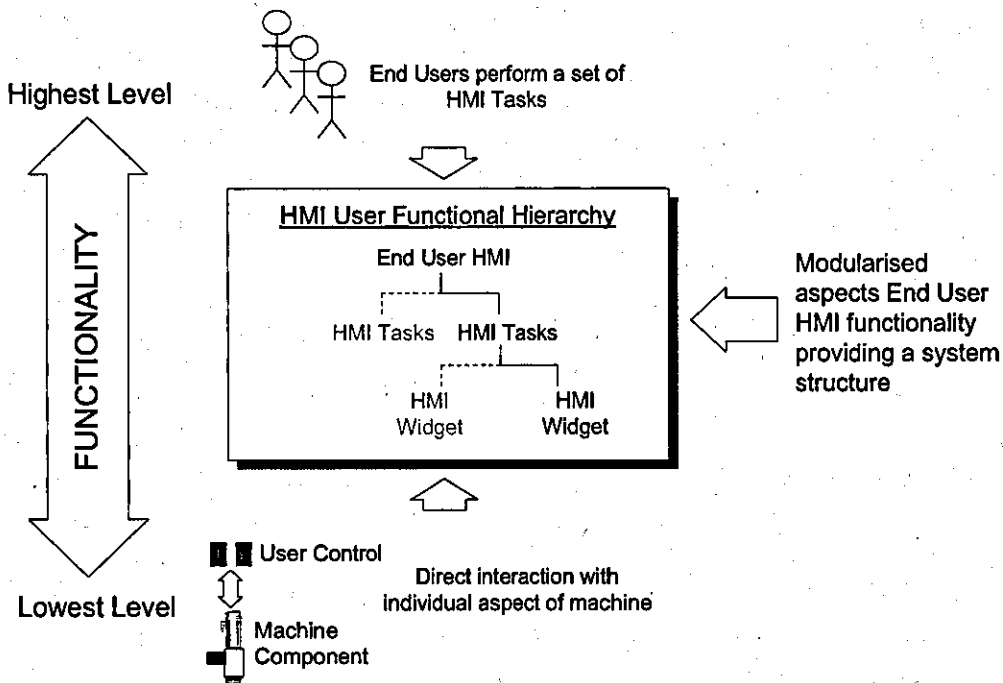 End Users perform a set of
HMI Tasks
Highest Level
FUNCTIONALITY
Lowest Level
HMI User Functional Hierarchy
End User HMI
HMI Tasks HMI Tasks
HMI HMI
Widget Widget
Modularised
aspects End User
HMI functionality
providing a system
structure
User Control
Direct interaction with
individual aspect of machine
Machine
Component